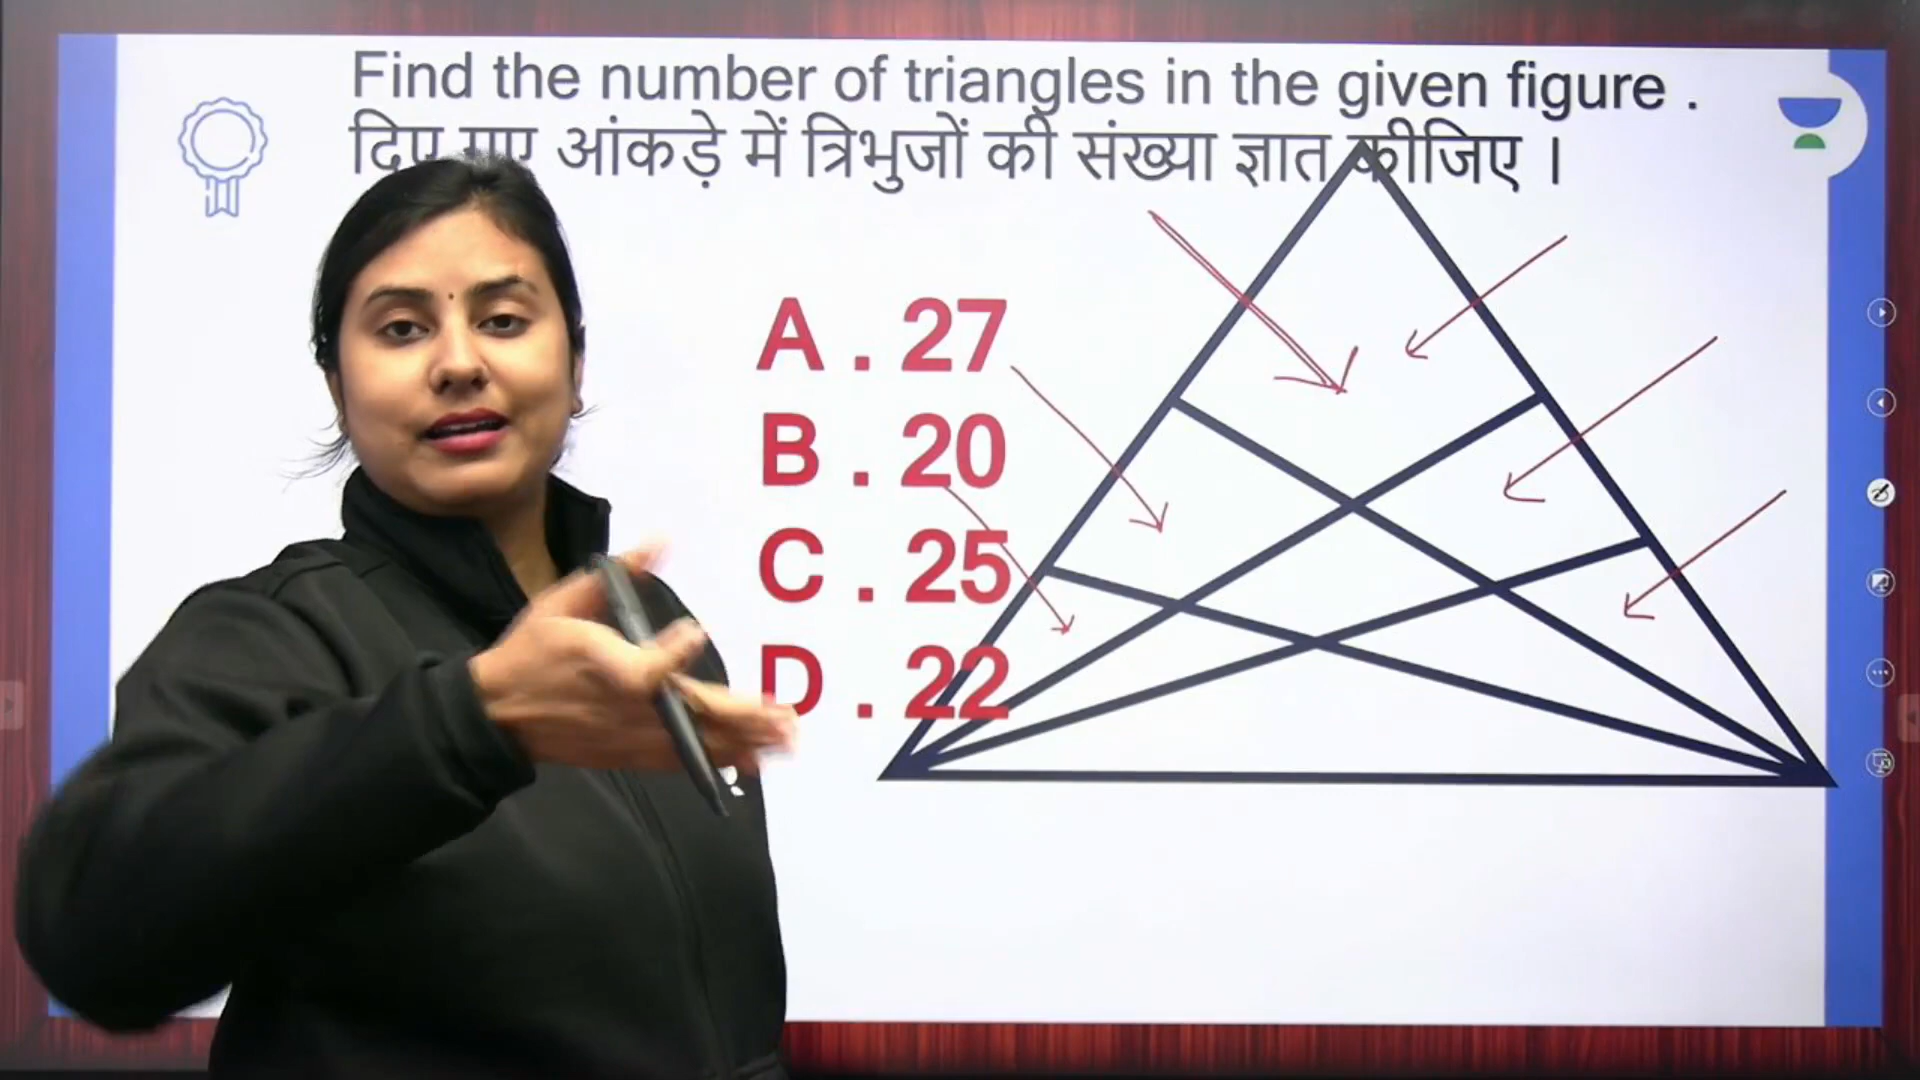 Find the number of triangles in the given figure .
दिए गए आंकड़े में त्रिभुजों की संख्या ज्ञात कीजिए ।
A . 27
B . 20
C . 25
D . 22